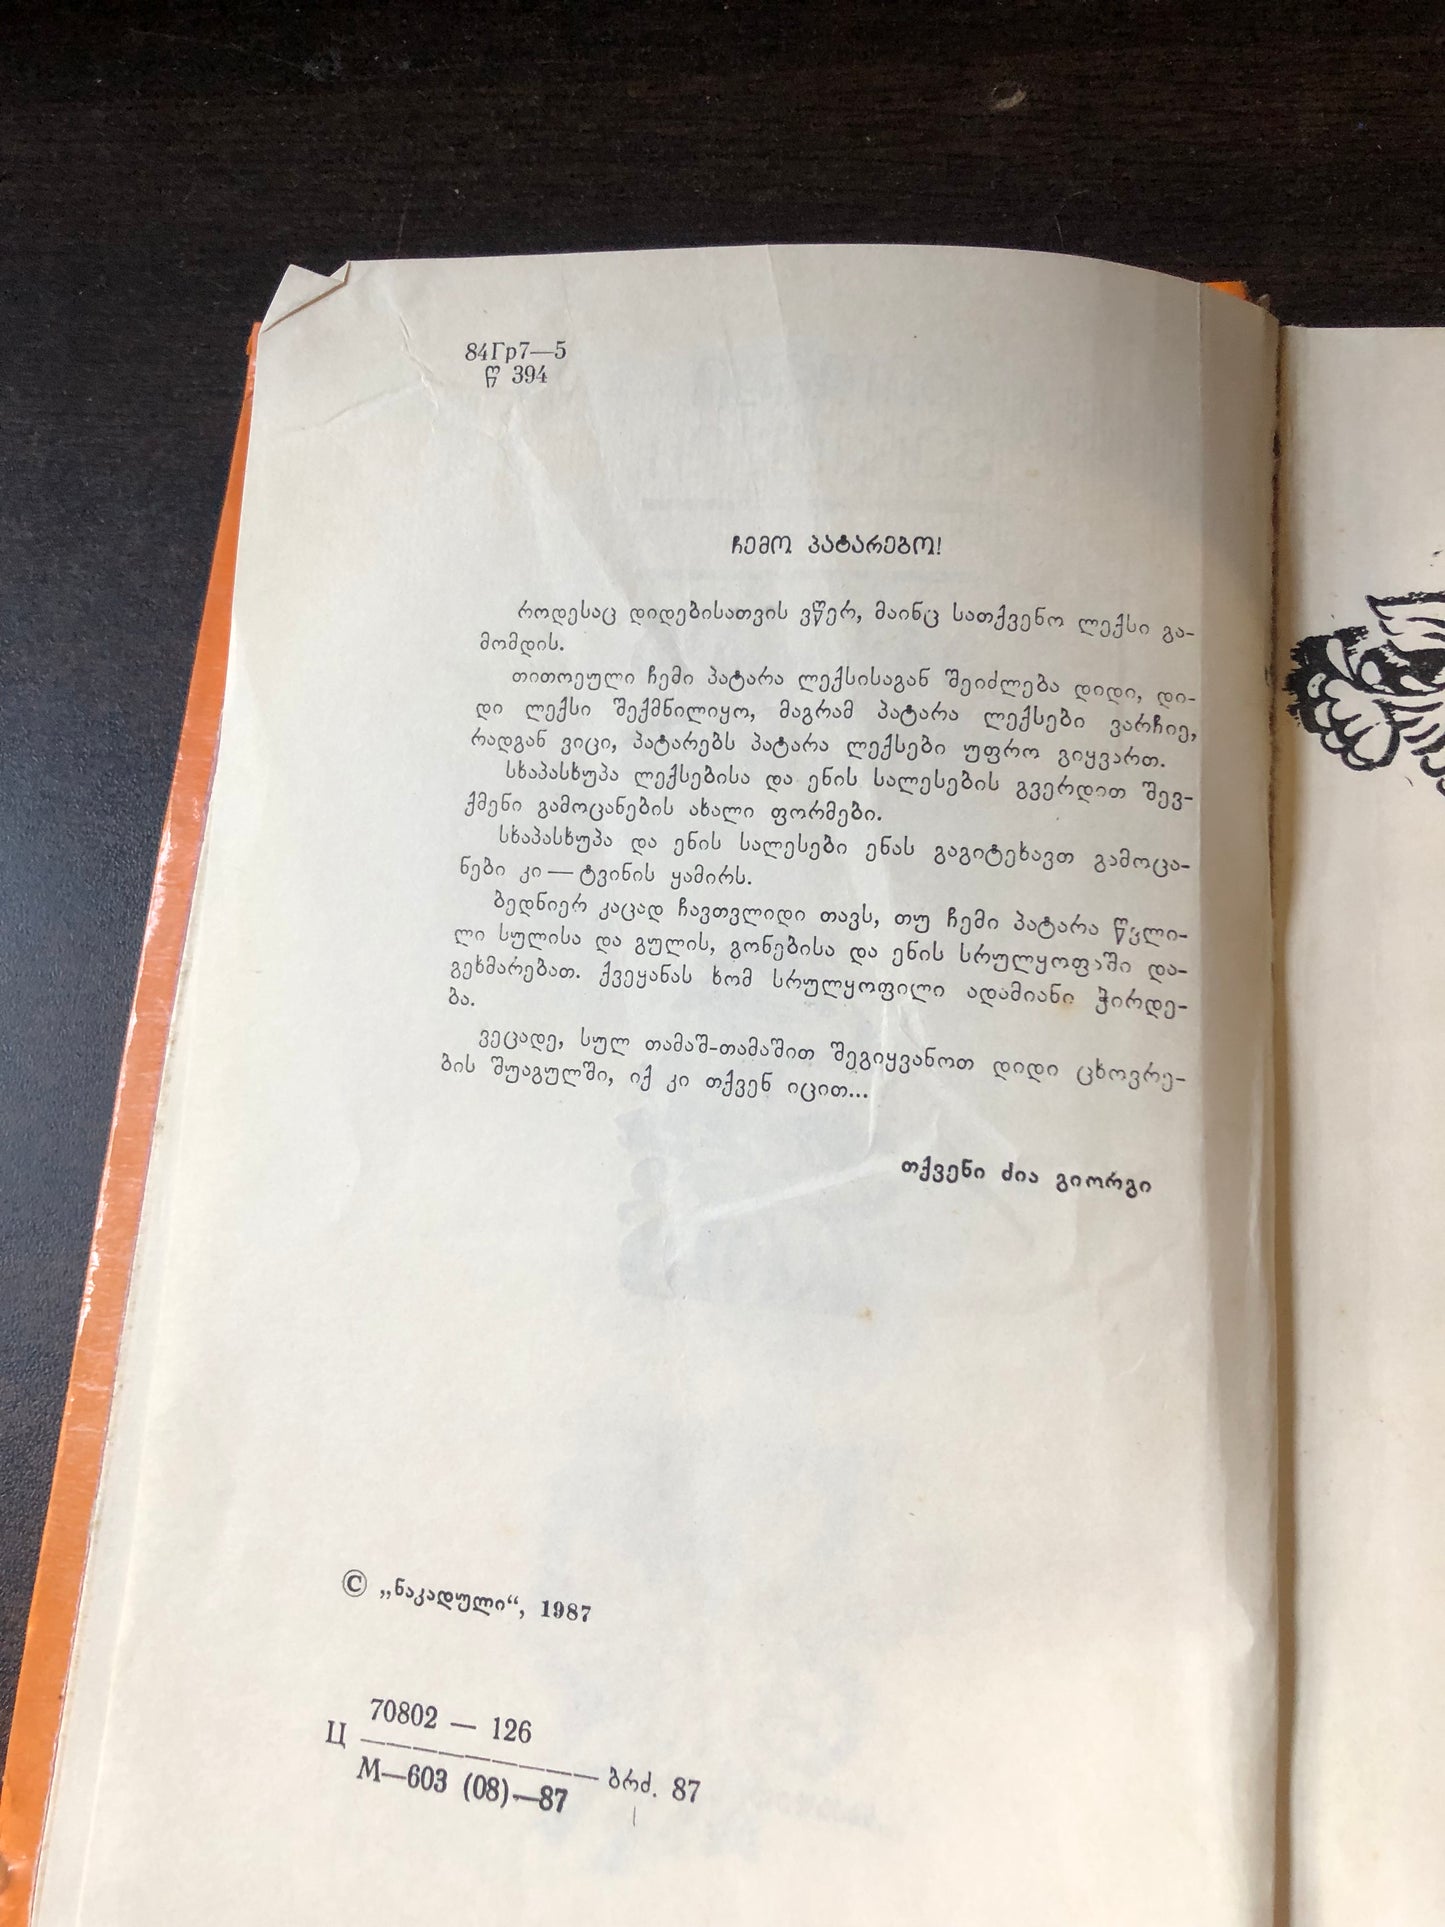 84Гр7—5
წ 394
ჩემო პატარებო!
როდესაც დიდებისათვის ვწერ, მაინც სათქვენო ლექსი გა-
მომდის.
თითოეული ჩემი პატარა ლექსისაგან შეიძლება დიდი, დი-
დი ლექსი შექმნილიყო, მაგრამ პატარა ლექსები ვარჩიე,
რადგან ვიცი, პატარებს პატარა ლექსები უფრო გიყვართ.
სხაპასხუპა ლექსებისა და ენის სალესების გვერდით შევ-
ქმენი გამოცანების ახალი ფორმები.
სხაპასხუპა და ენის სალესები ენას გაგიტეხავთ გამოცა-
ნები კი — ტვინის ყამირს.
ბედნიერ კაცად ჩავთვლიდი თავს, თუ ჩემი პატარა წვლი-
ლი სულისა და გულის, გონებისა და ენის სრულყოფაში და-
გეხმარებათ. ქვეყანას ხომ სრულყოფილი ადამიანი ჭირდე-
ბა.
ვეცადე, სულ თამაშ-თამაშით შეგიყვანოთ დიდი ცხოვრე-
ბის შუაგულში, იქ კი თქვენ იცით...
თქვენი ძია გიორგი
© „ნაკადული“, 1987
70802 — 126
Ц ————————— ბრძ. 87
М—603 (08)—87